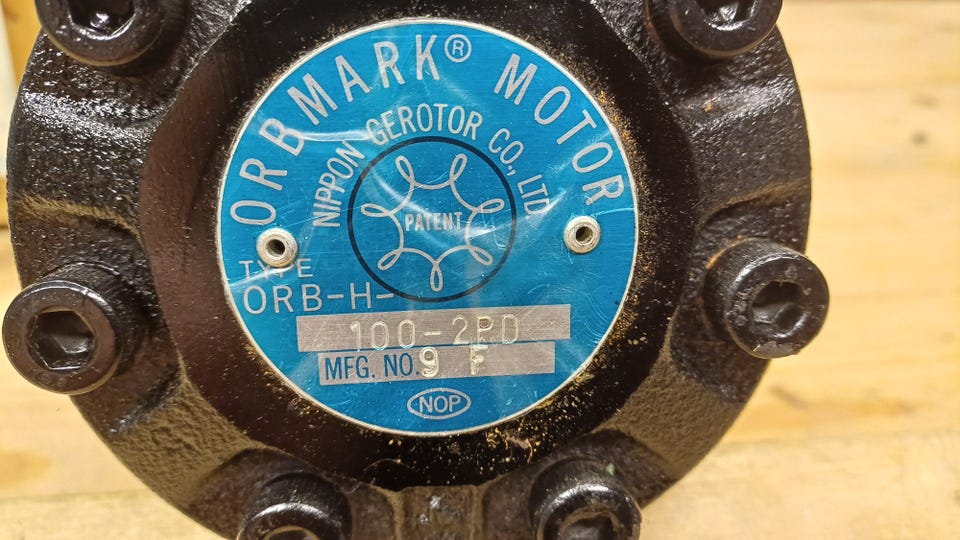 ORBMARK® MOTOR
NIPPON GEROTOR CO., LTD
PATENT
TYPE
ORB-H-
100-2PD
MFG. NO. 9 F
NOP